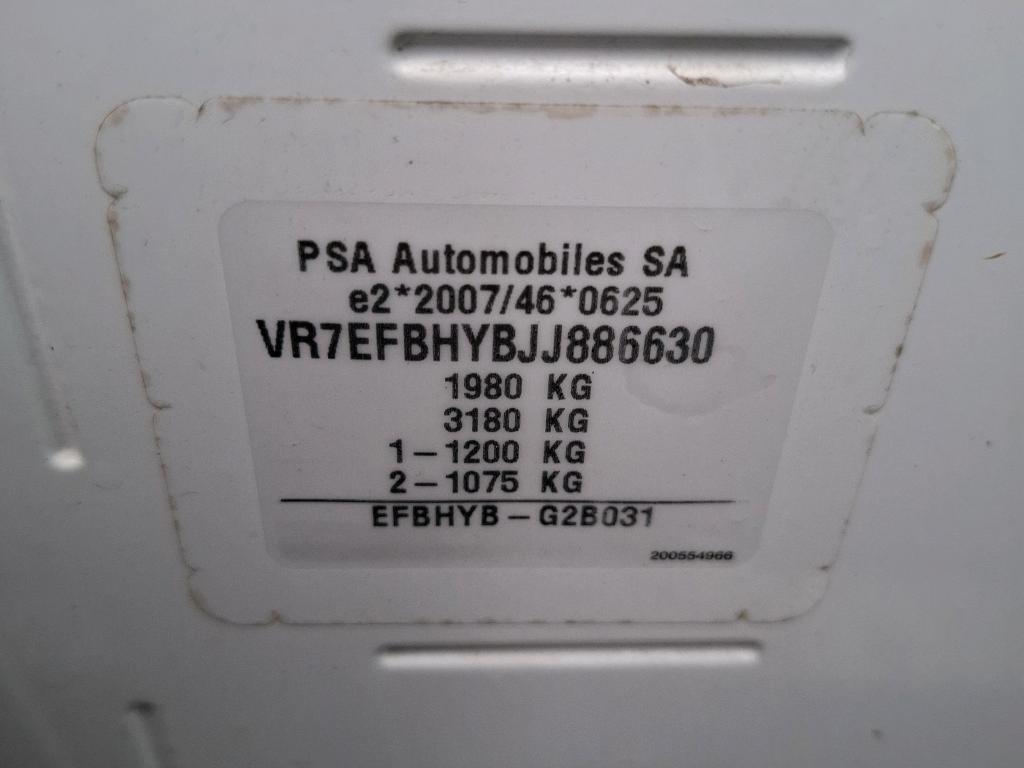 PSA Automobiles SA
e2*2007/46*0625
VR7EFBHYBJJ886630
1980 KG
3180 KG
1-1200 KG
2-1075 KG
EFBHYB-G2B031
200554966